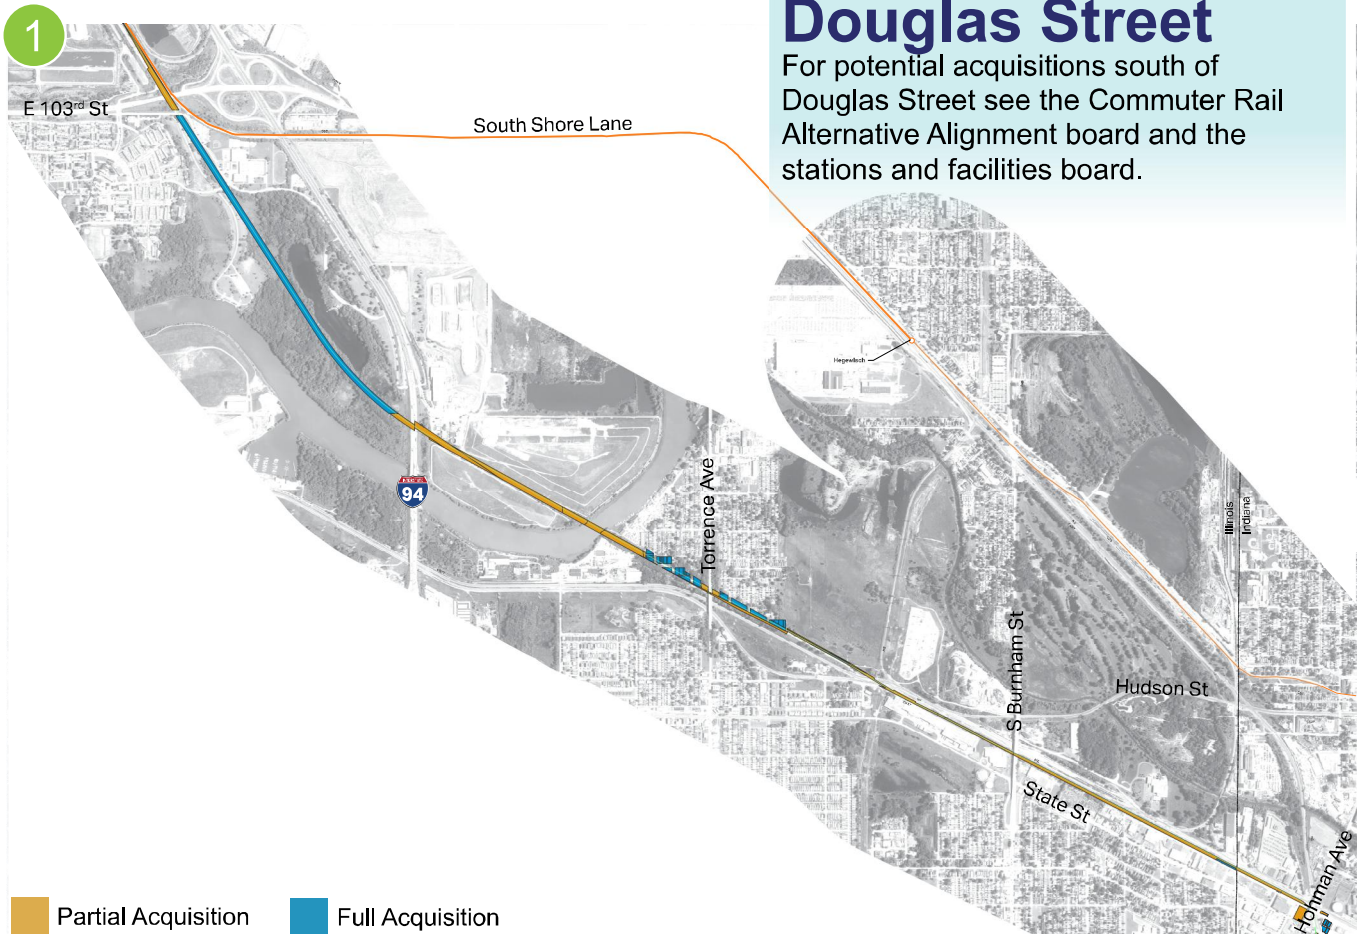 1
Douglas Street
For potential acquisitions south of
Douglas Street see the Commuter Rail
Alternative Alignment board and the
stations and facilities board.
E 103rd St
South Shore Lane
Hegewisch
94
Torrence Ave
Illinois
Indiana
S Burnham St
Hudson St
State St
Hohman Ave
Partial Acquisition
Full Acquisition